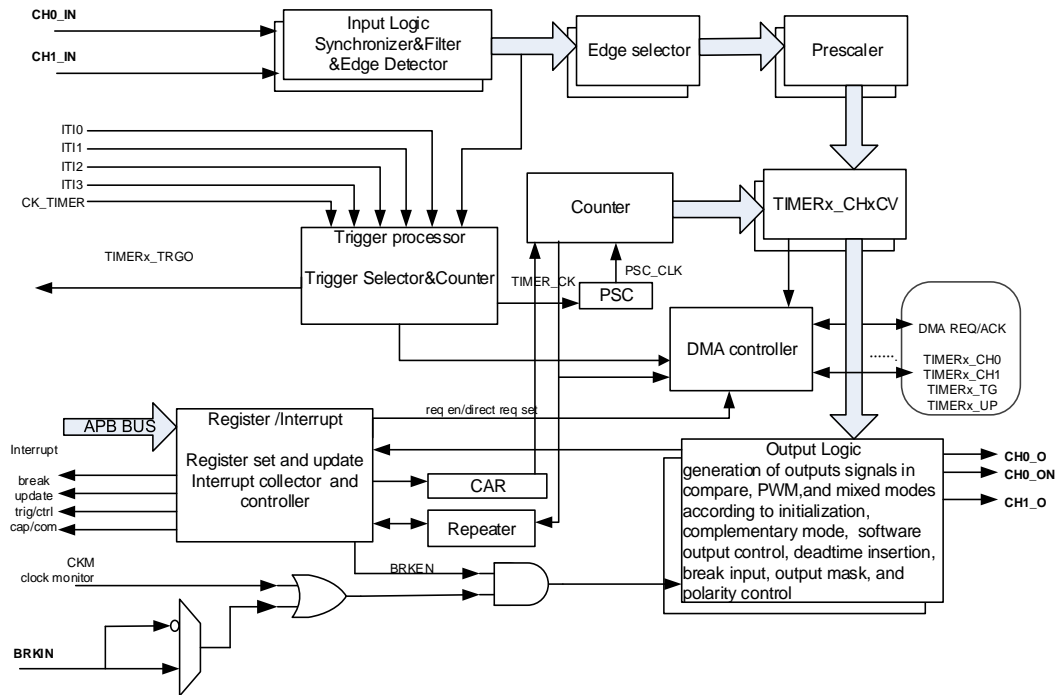 CH0_IN
CH1_IN
Input Logic
Synchronizer&Filter
&Edge Detector
Edge selector
Prescaler
ITI0
ITI1
ITI2
ITI3
CK_TIMER
Trigger processor
Trigger Selector&Counter
TIMERx_TRGO
Counter
TIMERx_CHxCV
TIMER_CK
PSC_CLK
PSC
DMA controller
DMA REQ/ACK
......
TIMERx_CH0
TIMERx_CH1
TIMERx_TG
TIMERx_UP
APB BUS
Register /Interrupt
Register set and update
Interrupt collector and
controller
req en/direct req set
Interrupt
break
update
trig/ctrl
cap/com
CAR
Repeater
Output Logic
generation of outputs signals in
compare, PWM,and mixed modes
according to initialization,
complementary mode, software
output control, deadtime insertion,
break input, output mask, and
polarity control
CH0_O
CH0_ON
CH1_O
BRKEN
CKM
clock monitor
BRKIN